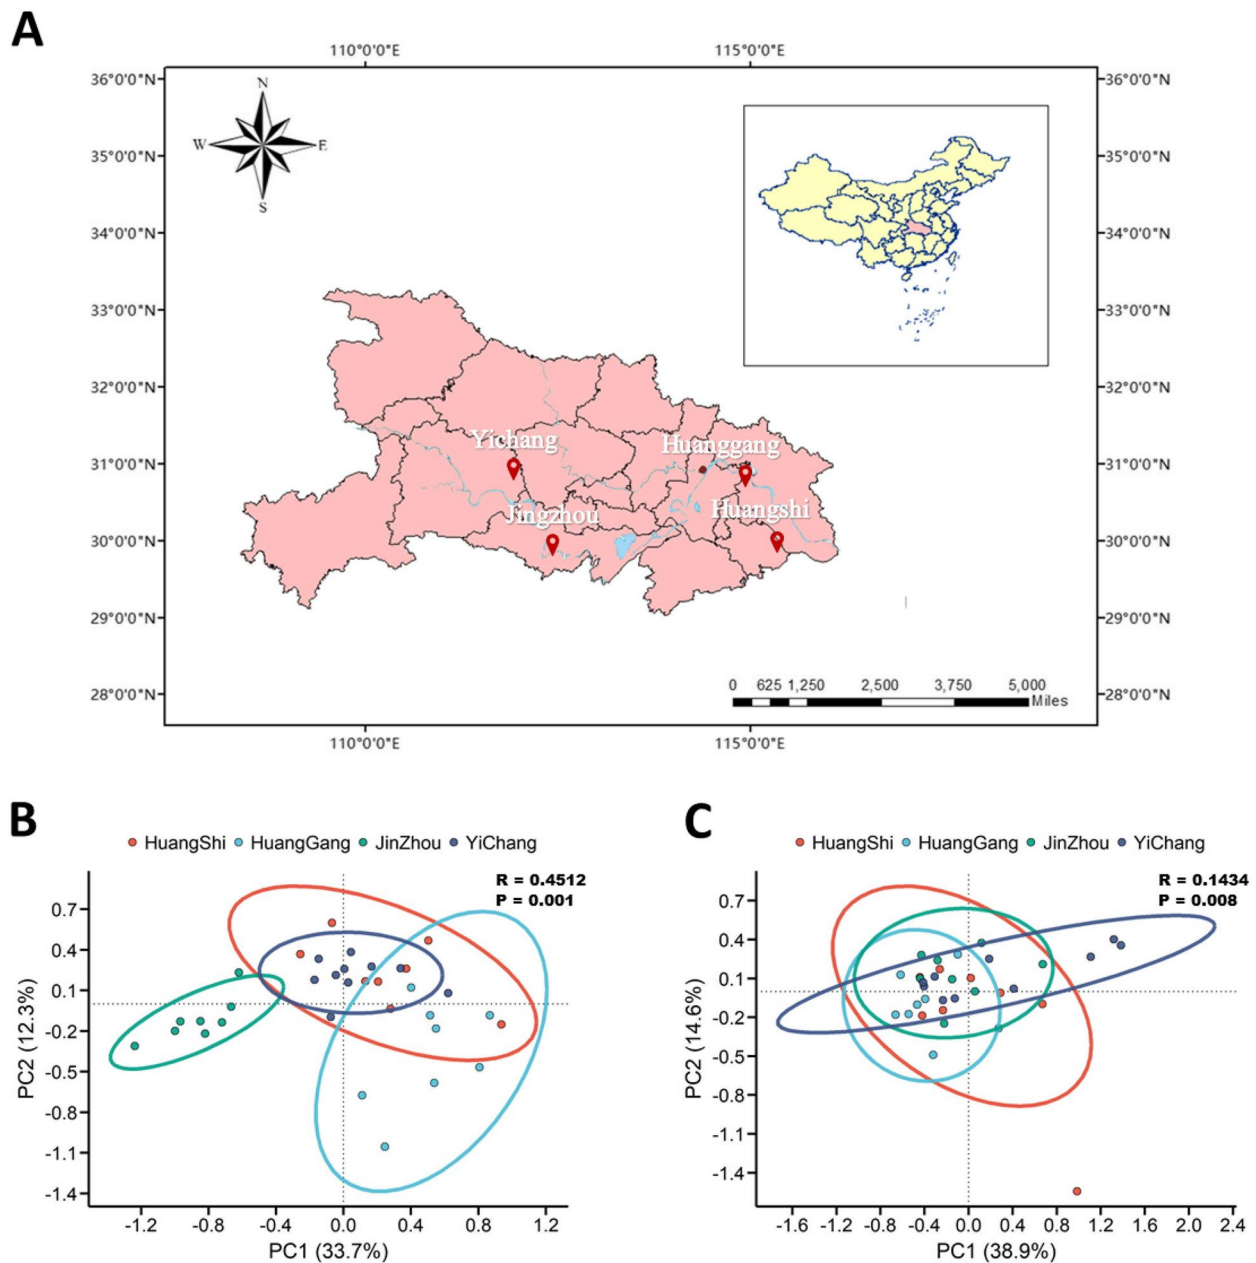 A
110°0'0"E 115°0'0"E
36°0'0"N 36°0'0"N
N
W E
S
35°0'0"N 35°0'0"N
34°0'0"N 34°0'0"N
33°0'0"N 33°0'0"N
32°0'0"N 32°0'0"N
Yichang Huanggang
31°0'0"N 31°0'0"N
Jingzhou Huangshi
30°0'0"N 30°0'0"N
29°0'0"N 29°0'0"N
0 625 1,250 2,500 3,750 5,000
Miles
28°0'0"N 28°0'0"N
110°0'0"E 115°0'0"E
B
HuangShi HuangGang JinZhou YiChang
R = 0.4512
P = 0.001
0.7
0.4
0.1
-0.2
-0.5
-0.8
-1.1
-1.4
PC2 (12.3%)
-1.2 -0.8 -0.4 0.0 0.4 0.8 1.2
PC1 (33.7%)
C
HuangShi HuangGang JinZhou YiChang
R = 0.1434
P = 0.008
0.7
0.4
0.1
-0.2
-0.5
-0.8
-1.1
-1.4
PC2 (14.6%)
-1.6 -1.2 -0.8 -0.4 0.0 0.4 0.8 1.2 1.6 2.0 2.4
PC1 (38.9%)